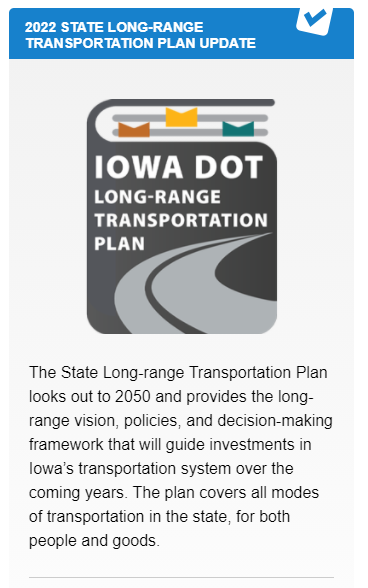 2022 STATE LONG-RANGE
TRANSPORTATION PLAN UPDATE
IOWA DOT
LONG-RANGE
TRANSPORTATION
PLAN
The State Long-range Transportation Plan
looks out to 2050 and provides the long-
range vision, policies, and decision-making
framework that will guide investments in
Iowa’s transportation system over the
coming years. The plan covers all modes
of transportation in the state, for both
people and goods.